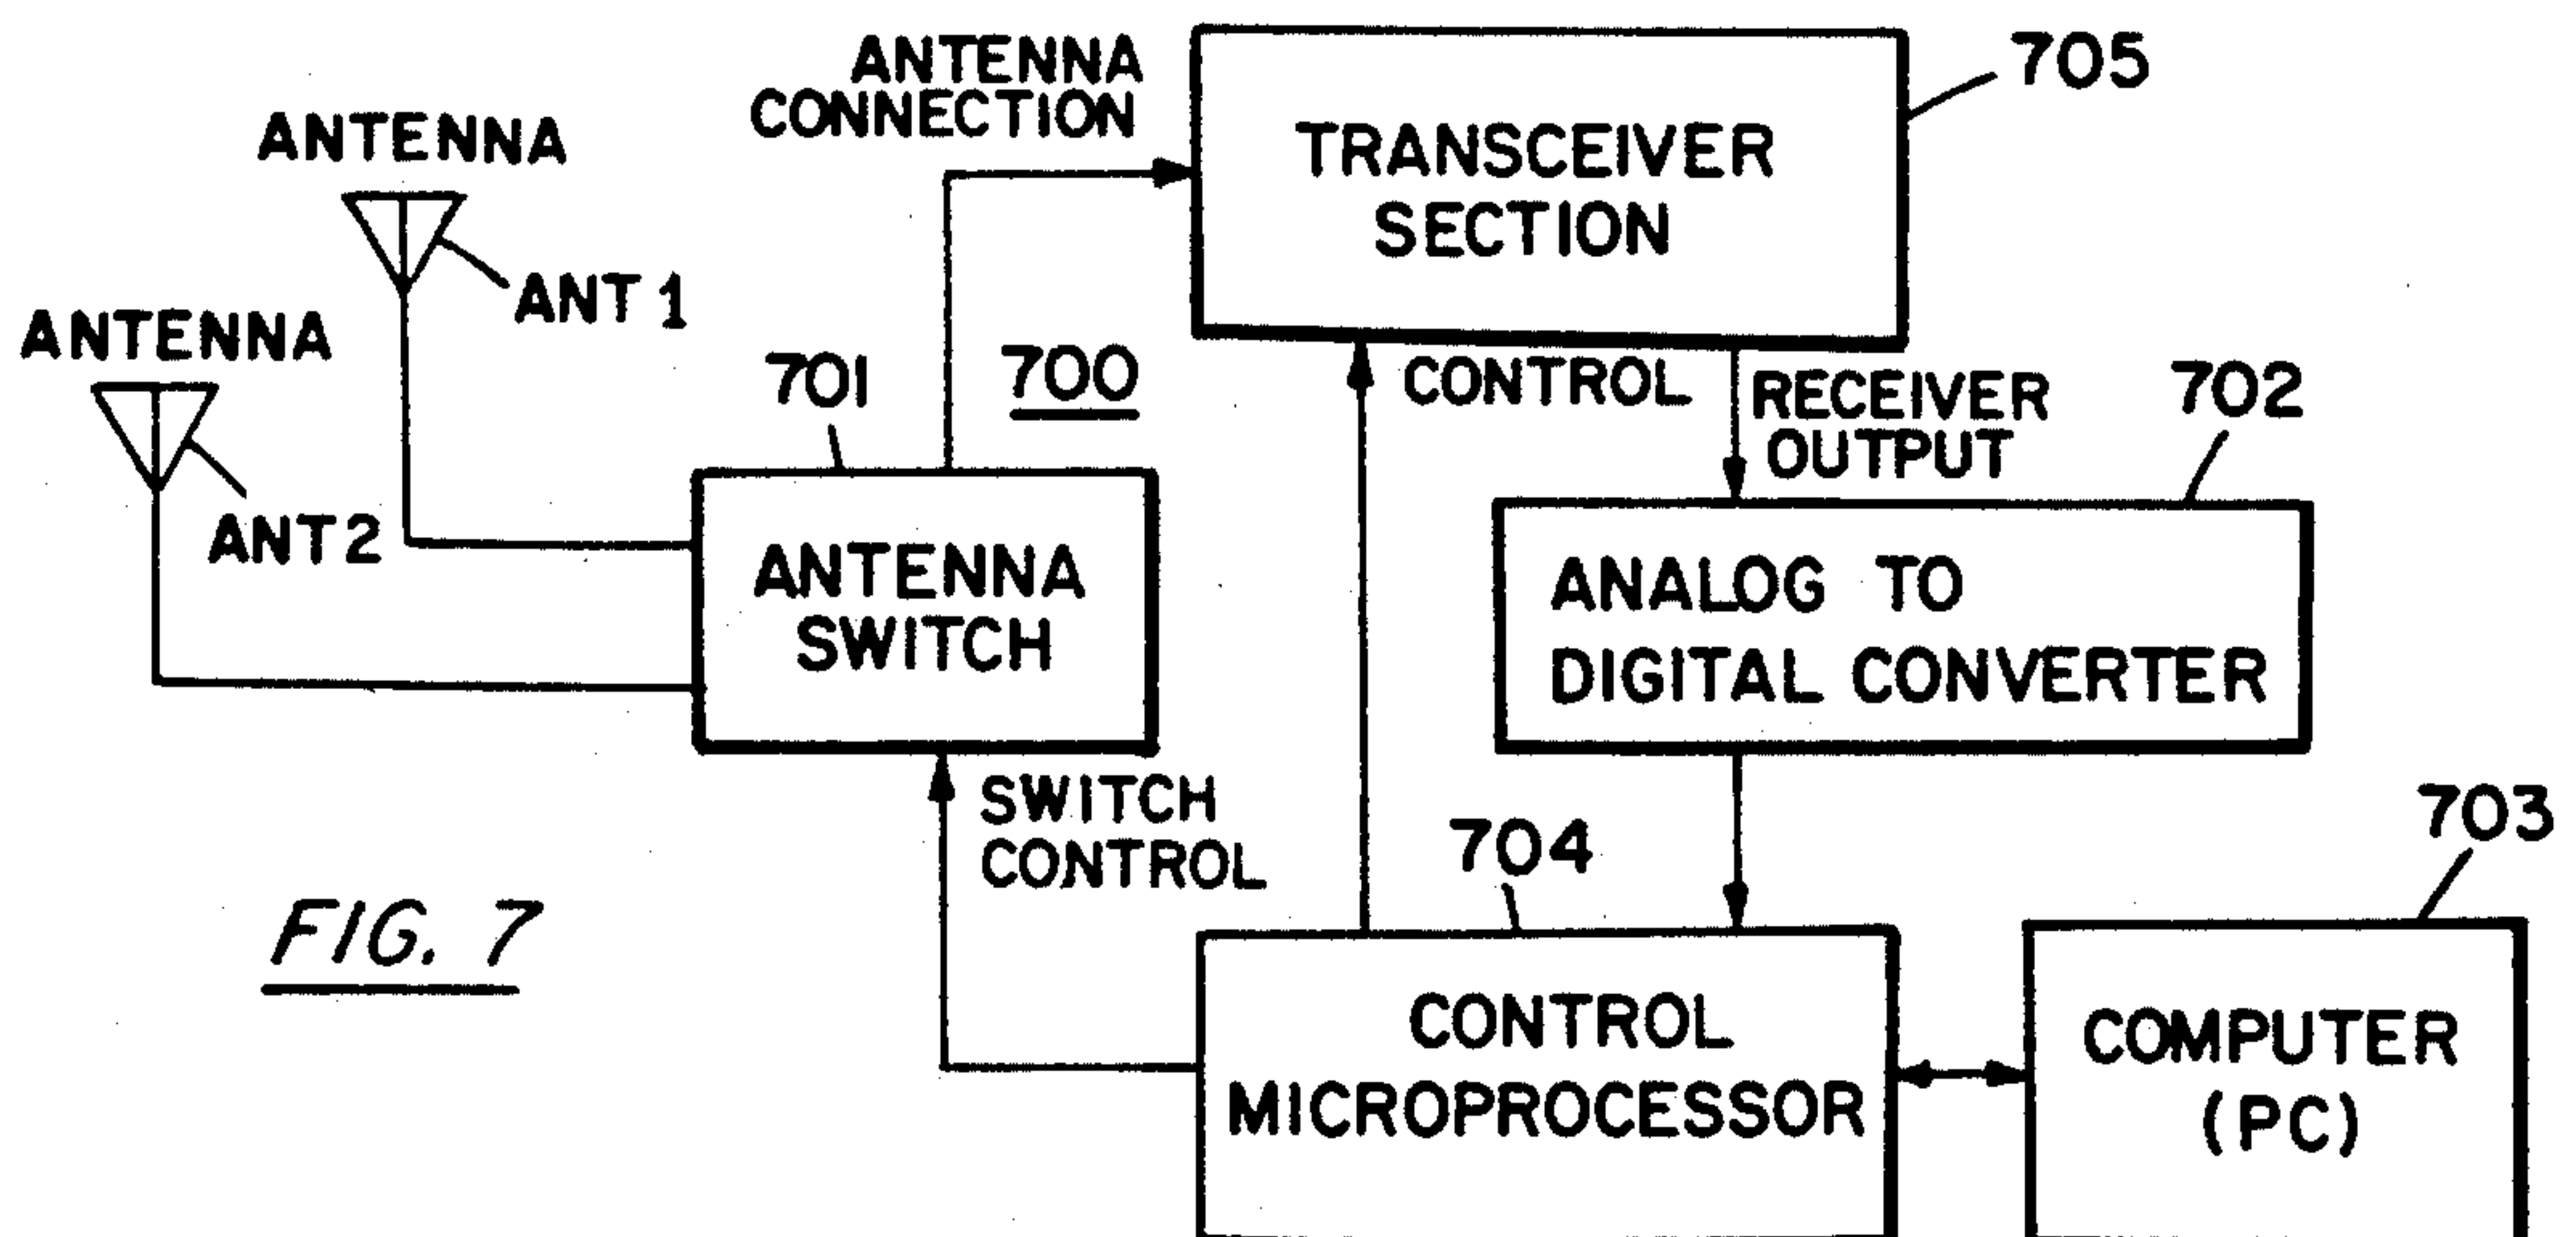 ANTENNA
CONNECTION
705
TRANSCEIVER
SECTION
ANTENNA
ANT 1
ANTENNA
ANT 2
701
700
CONTROL
RECEIVER
OUTPUT
702
ANTENNA
SWITCH
ANALOG TO
DIGITAL CONVERTER
SWITCH
CONTROL
704
703
FIG. 7
CONTROL
MICROPROCESSOR
COMPUTER
(PC)